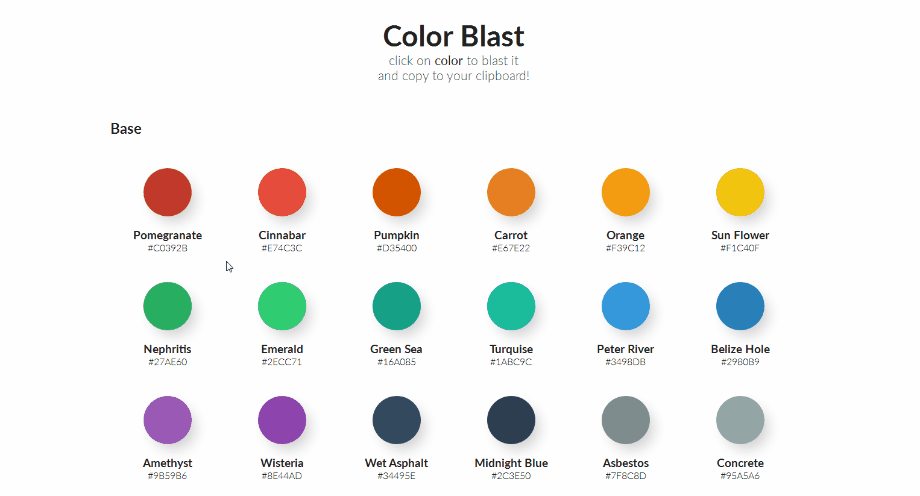 Color Blast
click on color to blast it
and copy to your clipboard!
Base
Pomegranate Cinnabar Pumpkin Carrot Orange Sun Flower
#C0392B #E74C3C #D35400 #E67E22 #F39C12 #F1C40F
Nephritis Emerald Green Sea Turquise Peter River Belize Hole
#27AE60 #2ECC71 #16A085 #1ABC9C #3498DB #2980B9
Amethyst Wisteria Wet Asphalt Midnight Blue Asbestos Concrete
#9B59B6 #8E44AD #34495E #2C3E50 #7F8C8D #95A5A6